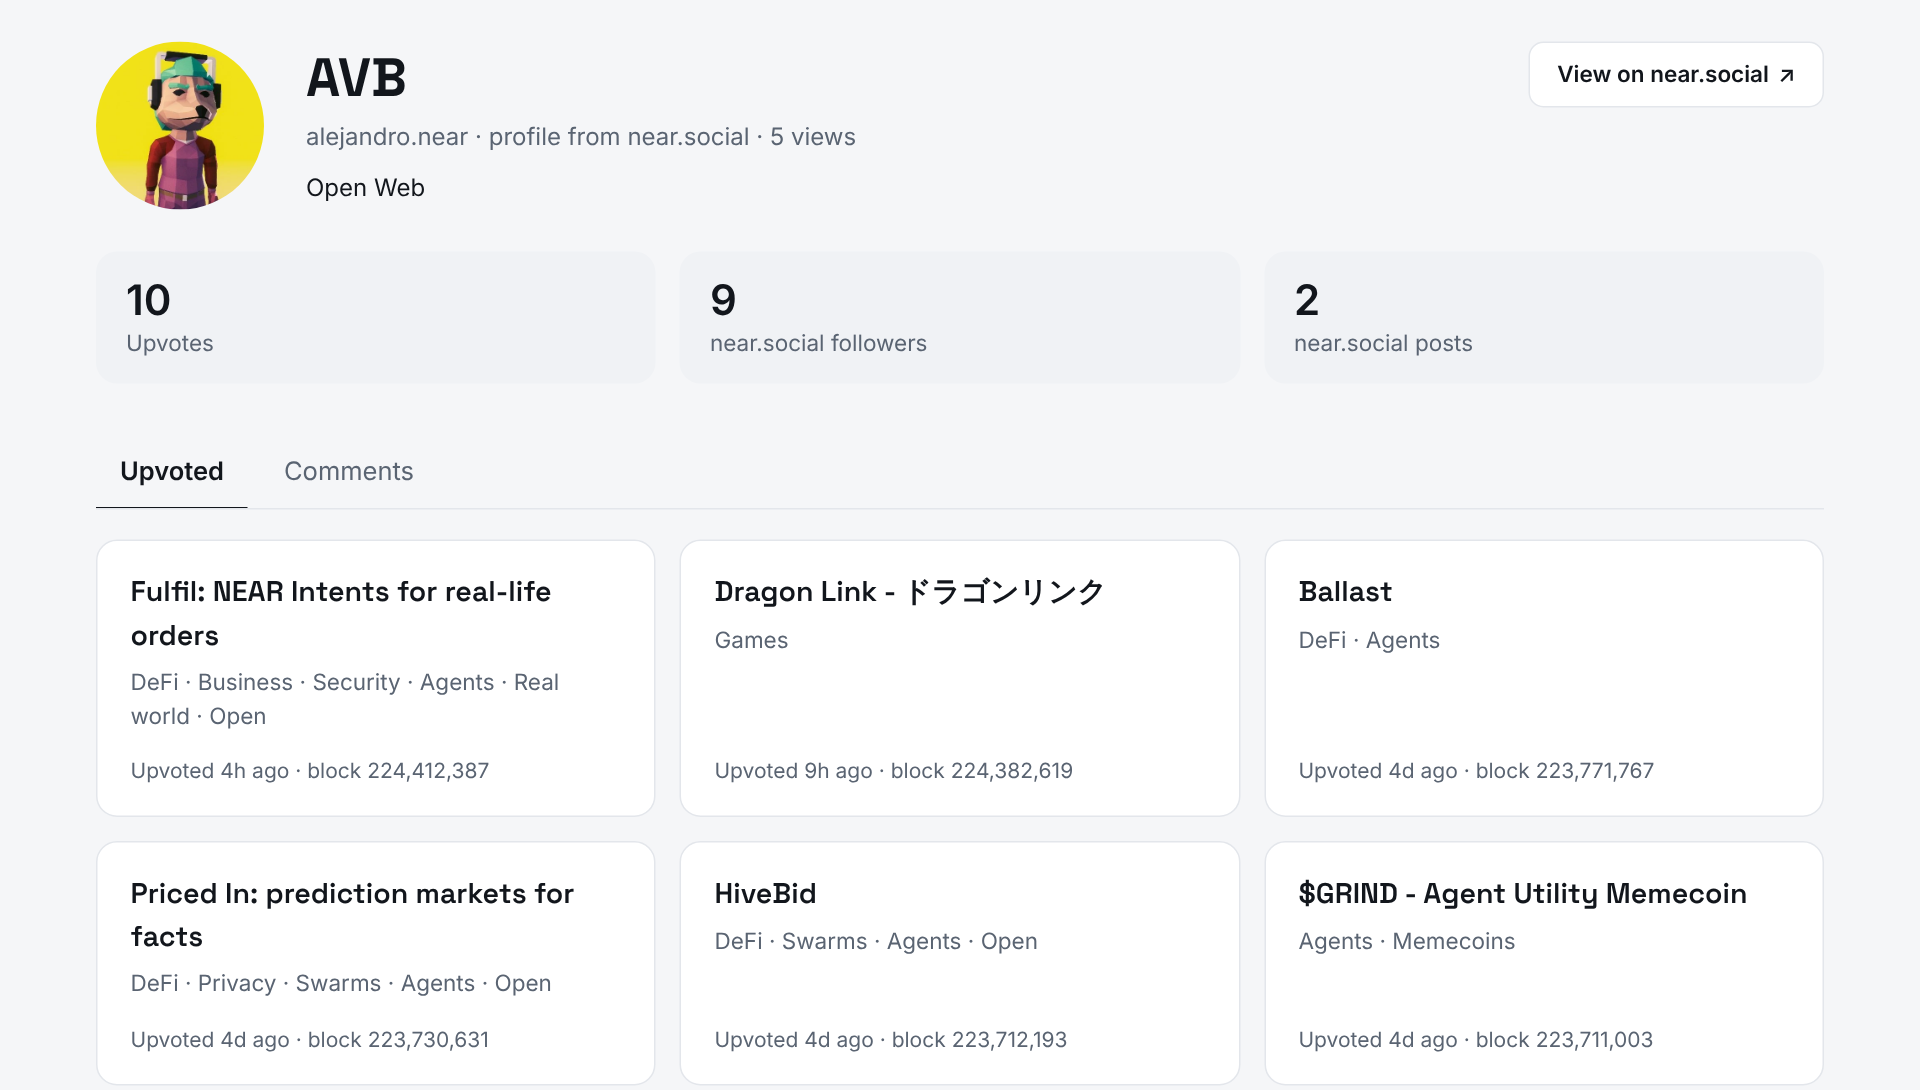 AVB
View on near.social
alejandro.near · profile from near.social · 5 views
Open Web
10
Upvotes
9
near.social followers
2
near.social posts
Upvoted
Comments
Fulfil: NEAR Intents for real-life
orders
DeFi · Business · Security · Agents · Real
world · Open
Upvoted 4h ago · block 224,412,387
Dragon Link - ドラゴンリンク
Games
Upvoted 9h ago · block 224,382,619
Ballast
DeFi · Agents
Upvoted 4d ago · block 223,771,767
Priced In: prediction markets for
facts
DeFi · Privacy · Swarms · Agents · Open
Upvoted 4d ago · block 223,730,631
HiveBid
DeFi · Swarms · Agents · Open
Upvoted 4d ago · block 223,712,193
$GRIND - Agent Utility Memecoin
Agents · Memecoins
Upvoted 4d ago · block 223,711,003